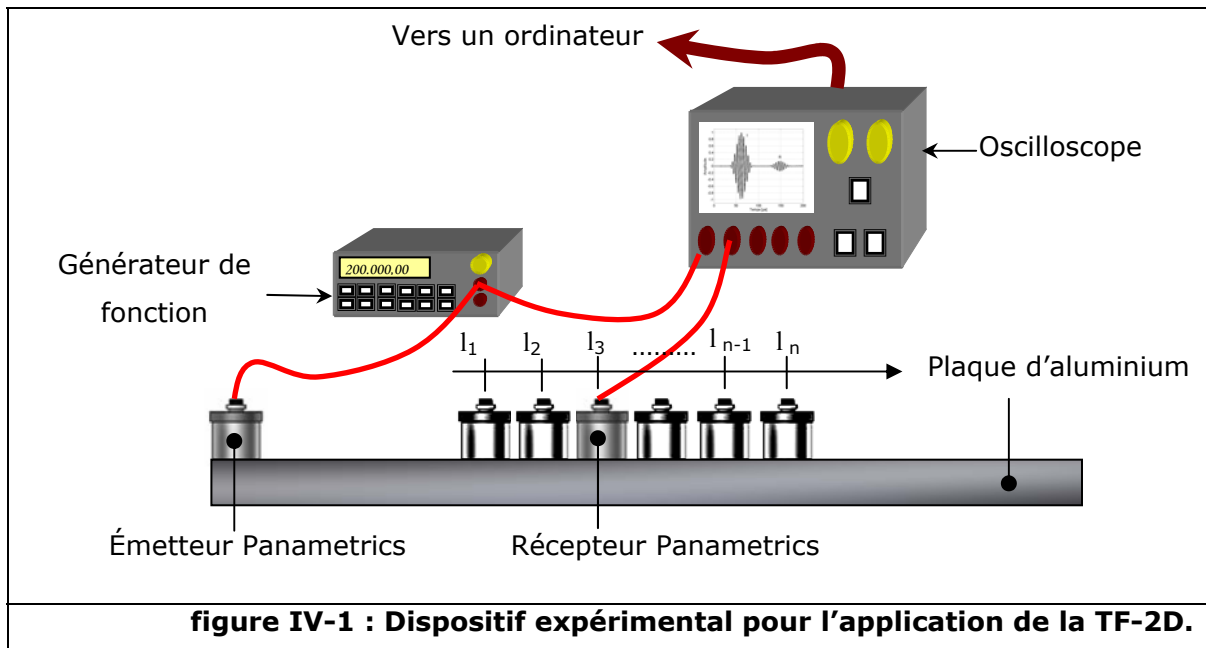 Vers un ordinateur
Oscilloscope
Générateur de
fonction
200.000,00
l1 l2 l3 ......... l n-1 l n
Plaque d’aluminium
Émetteur Panametrics
Récepteur Panametrics
figure IV-1 : Dispositif expérimental pour l’application de la TF-2D.